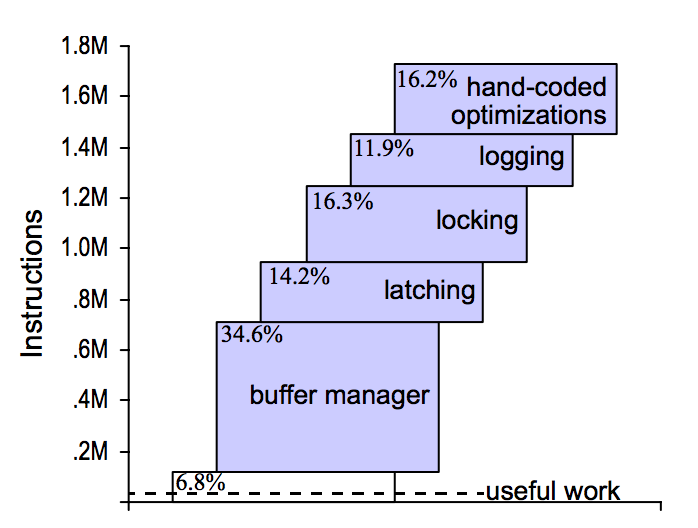 1.8M
1.6M
1.4M
1.2M
1.0M
.8M
.6M
.4M
.2M
Instructions
16.2%
hand-coded
optimizations
11.9%
logging
16.3%
locking
14.2%
latching
34.6%
buffer manager
6.8%
useful work